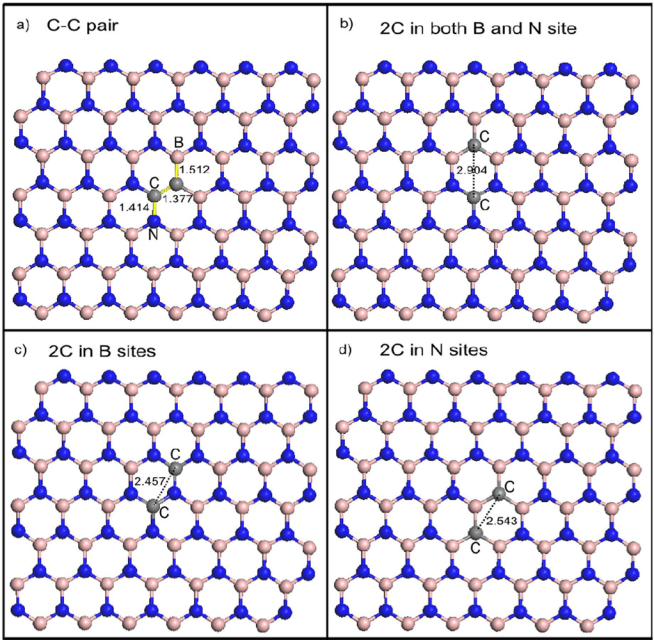 a) C-C pair
B
1.512
C
1.414
1.377
N
b) 2C in both B and N site
C
2.904
C
c) 2C in B sites
C
2.457
C
d) 2C in N sites
C
2.543
C